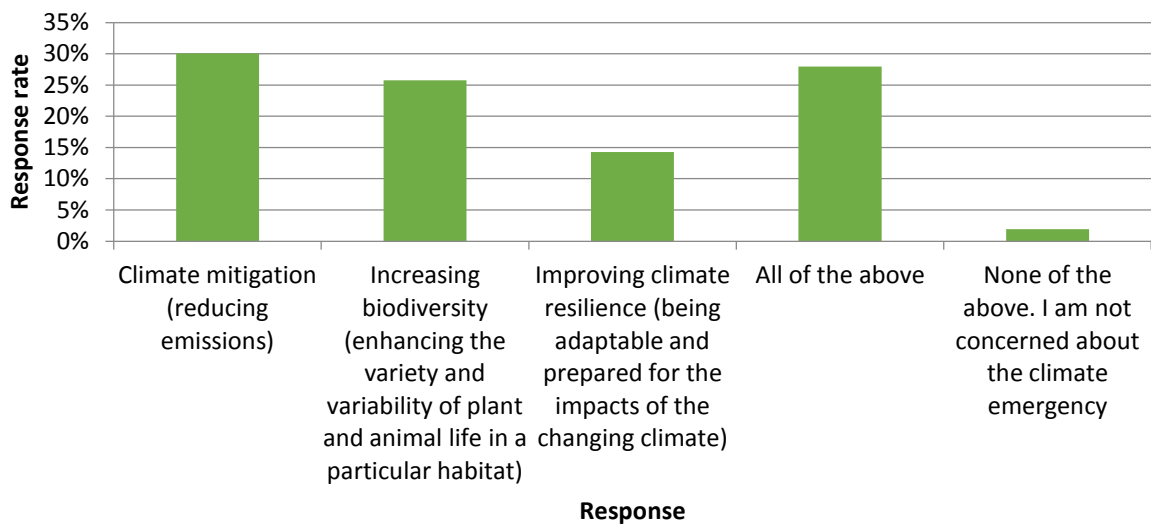 35%
30%
25%
20%
15%
10%
5%
0%
Response rate
Climate mitigation
(reducing
emissions)
Increasing
biodiversity
(enhancing the
variety and
variability of plant
and animal life in a
particular habitat)
Improving climate
resilience (being
adaptable and
prepared for the
impacts of the
changing climate)
All of the above
None of the
above. I am not
concerned about
the climate
emergency
Response